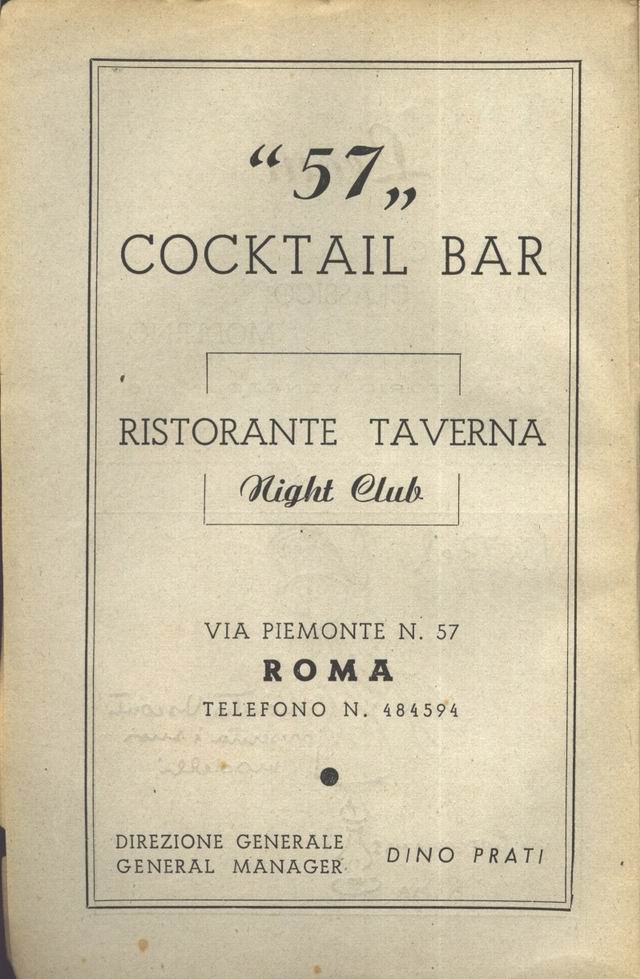 “57„
COCKTAIL BAR
RISTORANTE TAVERNA
Night Club
VIA PIEMONTE N. 57
ROMA
TELEFONO N. 484594
DIREZIONE GENERALE
GENERAL MANAGER
DINO PRATI